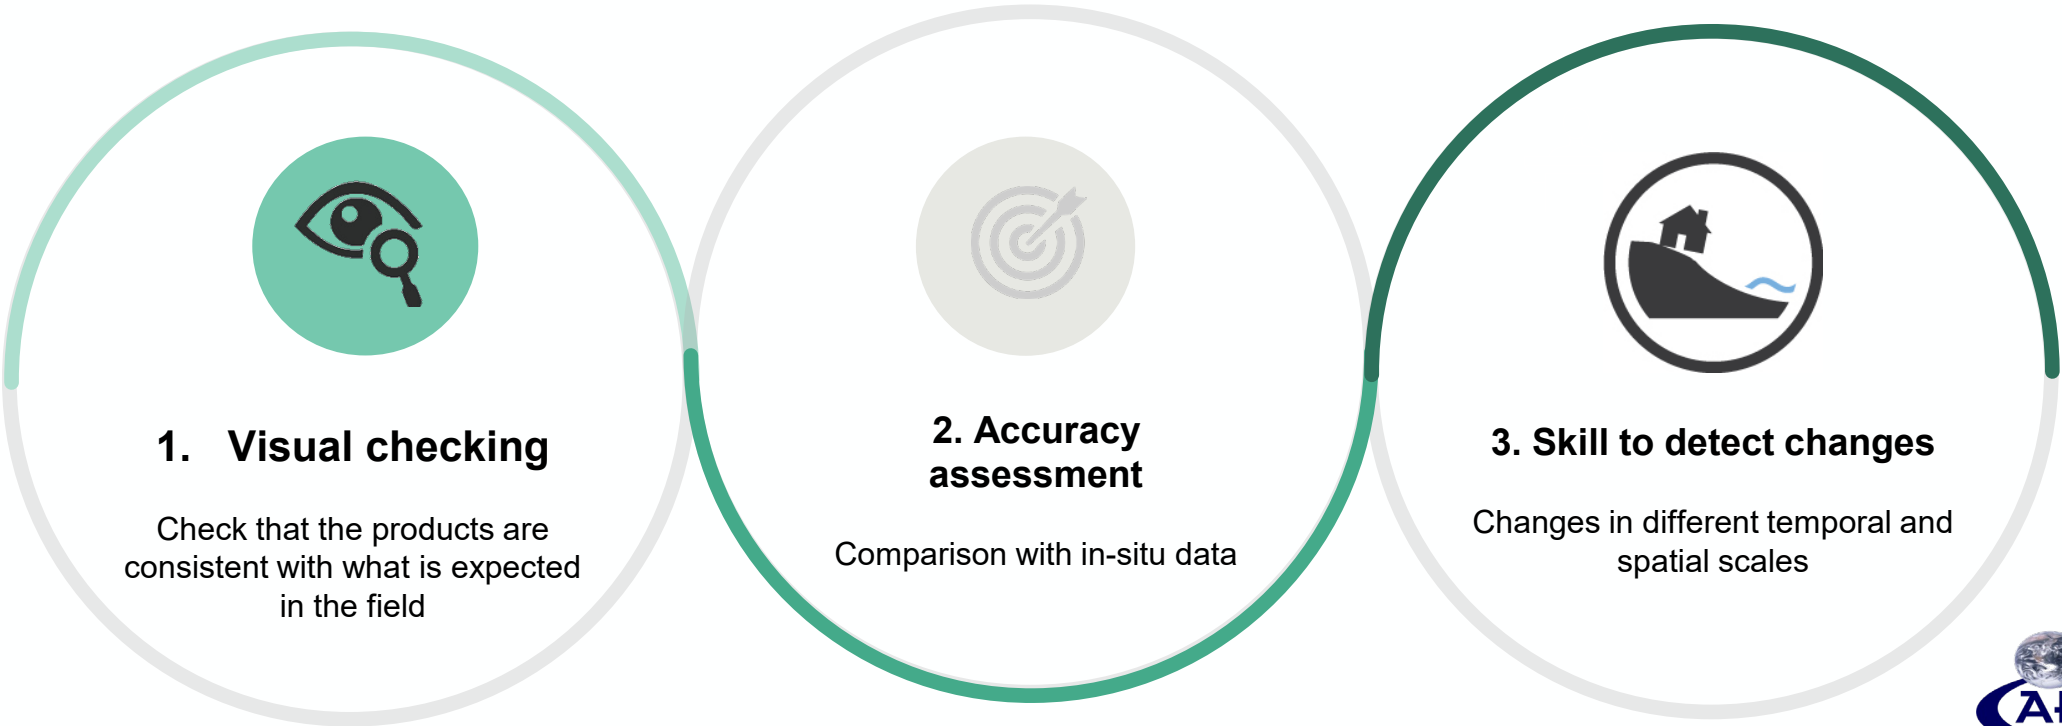 1. Visual checking
Check that the products are
consistent with what is expected
in the field
2. Accuracy
assessment
Comparison with in-situ data
3. Skill to detect changes
Changes in different temporal and
spatial scales